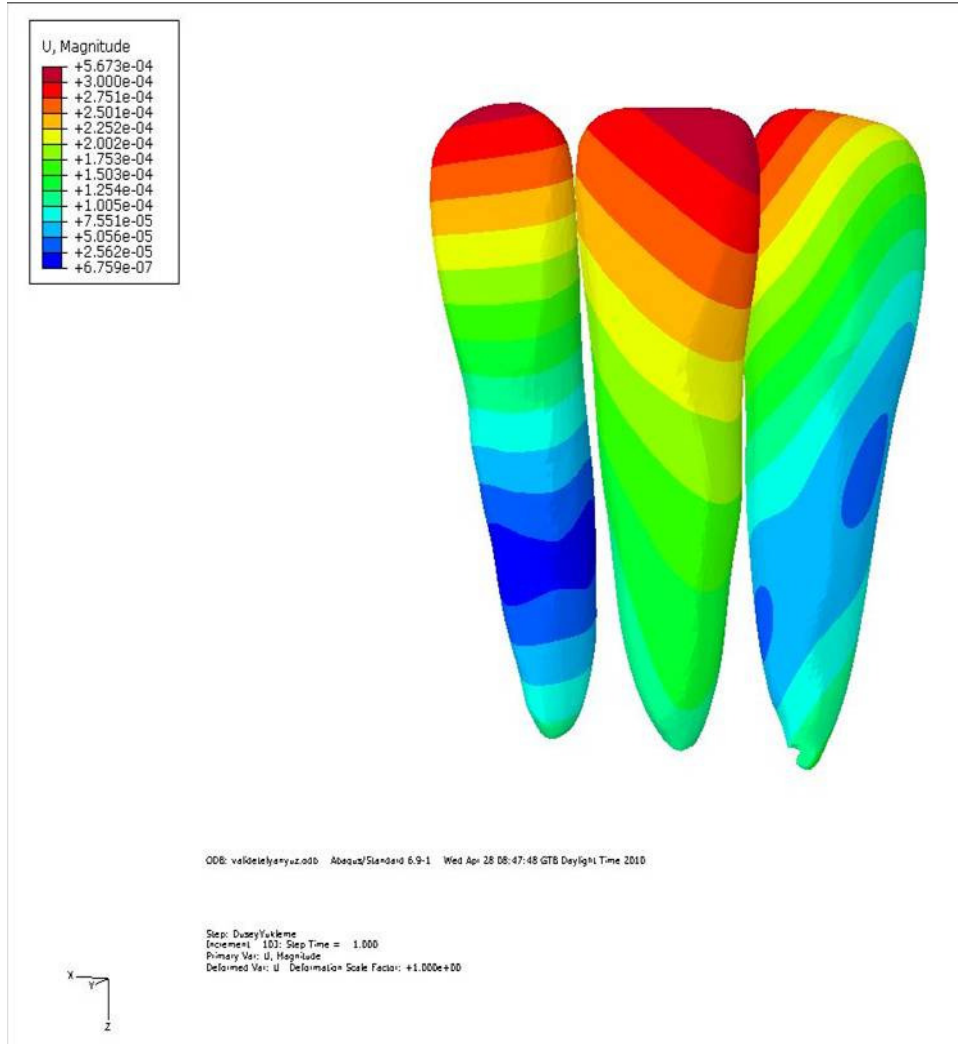 U, Magnitude
+5.673e-04
+3.000e-04
+2.751e-04
+2.501e-04
+2.252e-04
+2.002e-04
+1.753e-04
+1.503e-04
+1.254e-04
+1.005e-04
+7.551e-05
+5.056e-05
+2.562e-05
+6.759e-07
Abaqus/Standard 6.9-1 Wed Apr 28 08:47:48 GTB Daylight Time 2010
Step: DuseyYukleme
Increment 103: Step Time = 1.000
Primary Var: U, Magnitude
Deformed Var: U Deformation Scale Factor: +1.000e+00
X
Y
Z